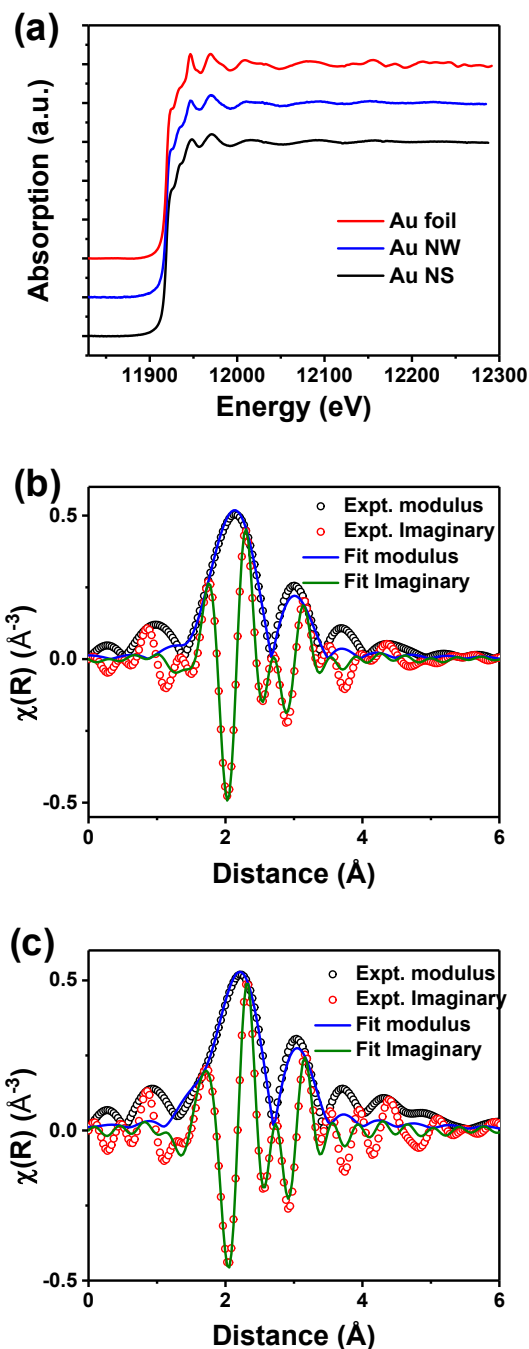 (a)
Absorption (a.u.)
Au foil
Au NW
Au NS
11900 12000 12100 12200 12300
Energy (eV)
(b)
Expt. modulus
Expt. Imaginary
Fit modulus
Fit Imaginary
χ(R) (Å⁻³)
0.5
0.0
-0.5
0 2 4 6
Distance (Å)
(c)
Expt. modulus
Expt. Imaginary
Fit modulus
Fit Imaginary
χ(R) (Å⁻³)
0.5
0.0
-0.5
0 2 4 6
Distance (Å)